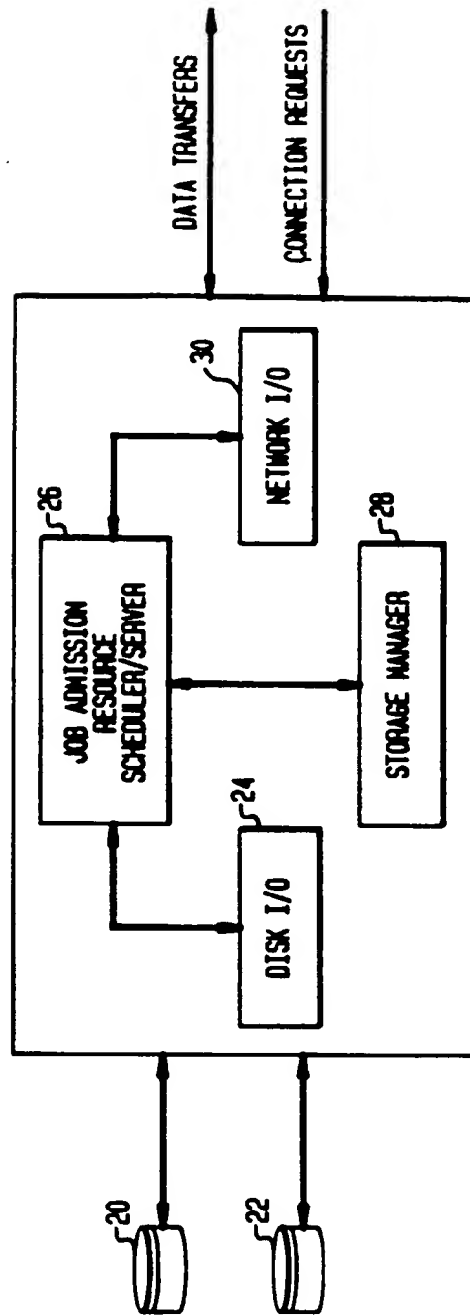 20
22
26
JOB ADMISSION
RESOURCE
SCHEDULER/SERVER
24
DISK I/O
30
NETWORK I/O
28
STORAGE MANAGER
DATA TRANSFERS
CONNECTION REQUESTS